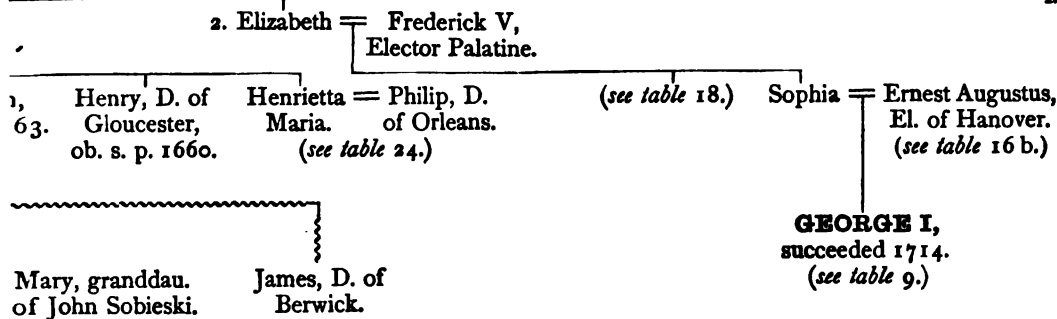 2. Elizabeth = Frederick V,
Elector Palatine.
63. Henry, D. of
Gloucester,
ob. s. p. 1660.
Henrietta = Philip, D.
Maria. of Orleans.
(see table 24.)
(see table 18.)
Sophia = Ernest Augustus,
El. of Hanover.
(see table 16 b.)
GEORGE I,
succeeded 1714.
(see table 9.)
Mary, granddau.
of John Sobieski.
James, D. of
Berwick.